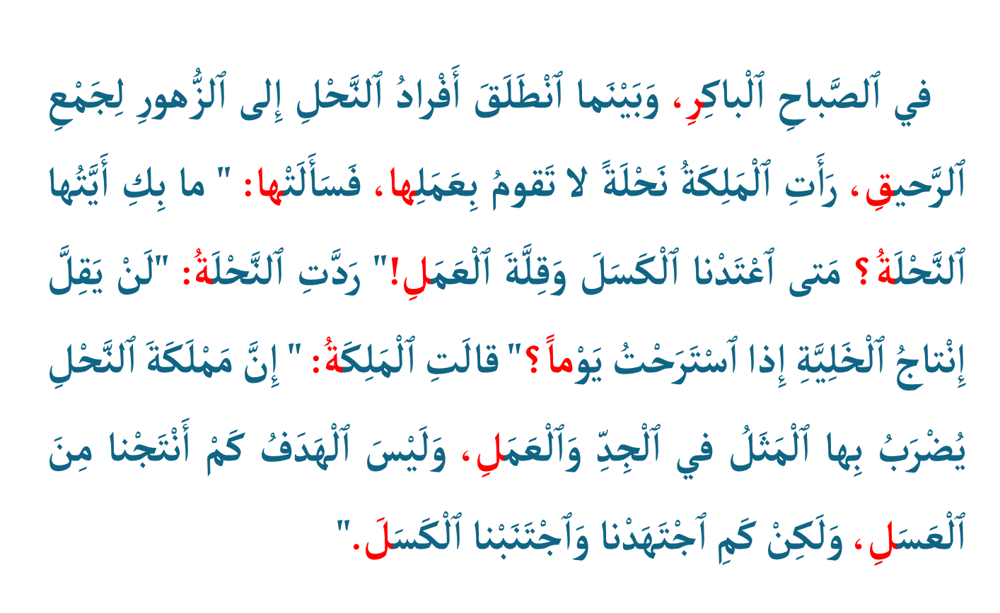 في ٱلصَّباحِ ٱلْباكِرِ، وَبَيْنَما ٱنْطَلَقَ أَفْرادُ ٱلنَّحْلِ إِلى ٱلزُّهورِ لِجَمْعِ
ٱلرَّحيقِ، رَأَتِ ٱلْمَلِكَةُ نَحْلَةً لا تَقومُ بِعَمَلِها، فَسَأَلَتْها: " ما بِكِ أَيَّتُها
ٱلنَّحْلَةُ؟ مَتى ٱعْتَدْنا ٱلْكَسَلَ وَقِلَّةَ ٱلْعَمَلِ!" رَدَّتِ ٱلنَّحْلَةُ: "لَنْ يَقِلَّ
إِنْتاجُ ٱلْخَلِيَّةِ إِذا ٱسْتَرَحْتُ يَوْماً؟" قالَتِ ٱلْمَلِكَةُ: " إِنَّ مَمْلَكَةَ ٱلنَّحْلِ
يُضْرَبُ بِها ٱلْمَثَلُ في ٱلْجِدِّ وَٱلْعَمَلِ، وَلَيْسَ ٱلْهَدَفُ كَمْ أَنْتَجْنا مِنَ
ٱلْعَسَلِ، وَلَكِنْ كَمِ ٱجْتَهَدْنا وَٱجْتَنَبْنا ٱلْكَسَلَ."